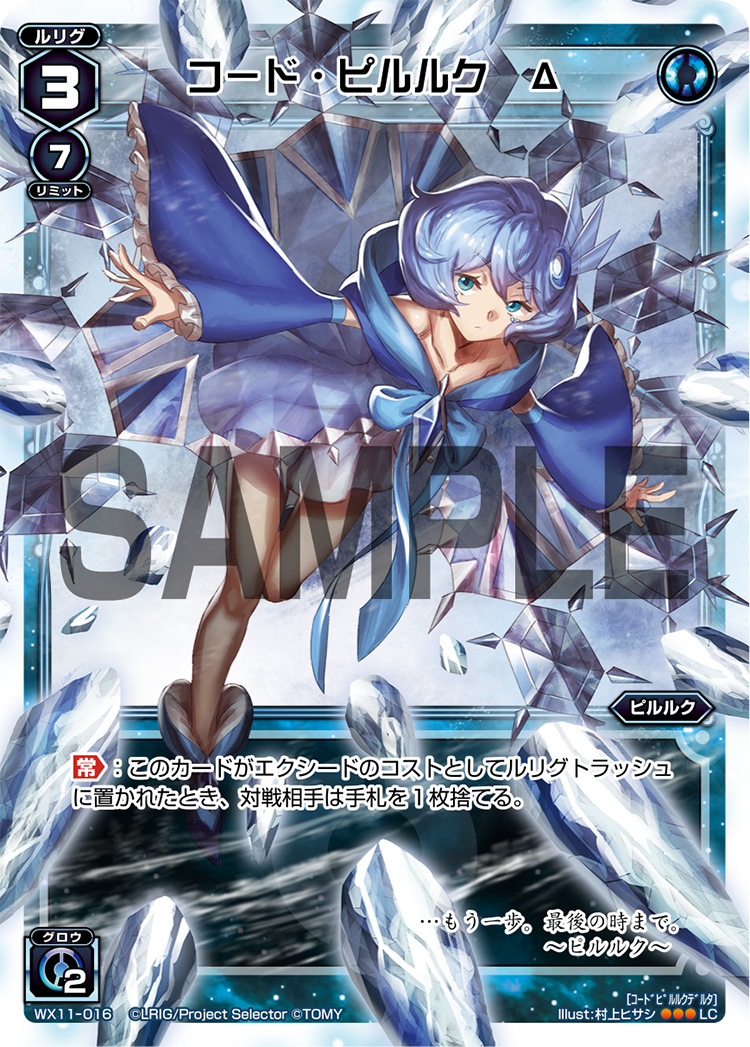 ルリグ
3
コード・ピルルク Δ
7
リミット
SAMPLE
ピルルク
常：このカードがエクシードのコストとしてルリグトラッシュ
に置かれたとき、対戦相手は手札を1枚捨てる。
…もう一歩。最後の時まで。
～ピルルク～
グロウ
2
[コードピルルクデルタ]
WX11-016 ©LRIG/Project Selector ©TOMY Illust:村上ヒサシ LC